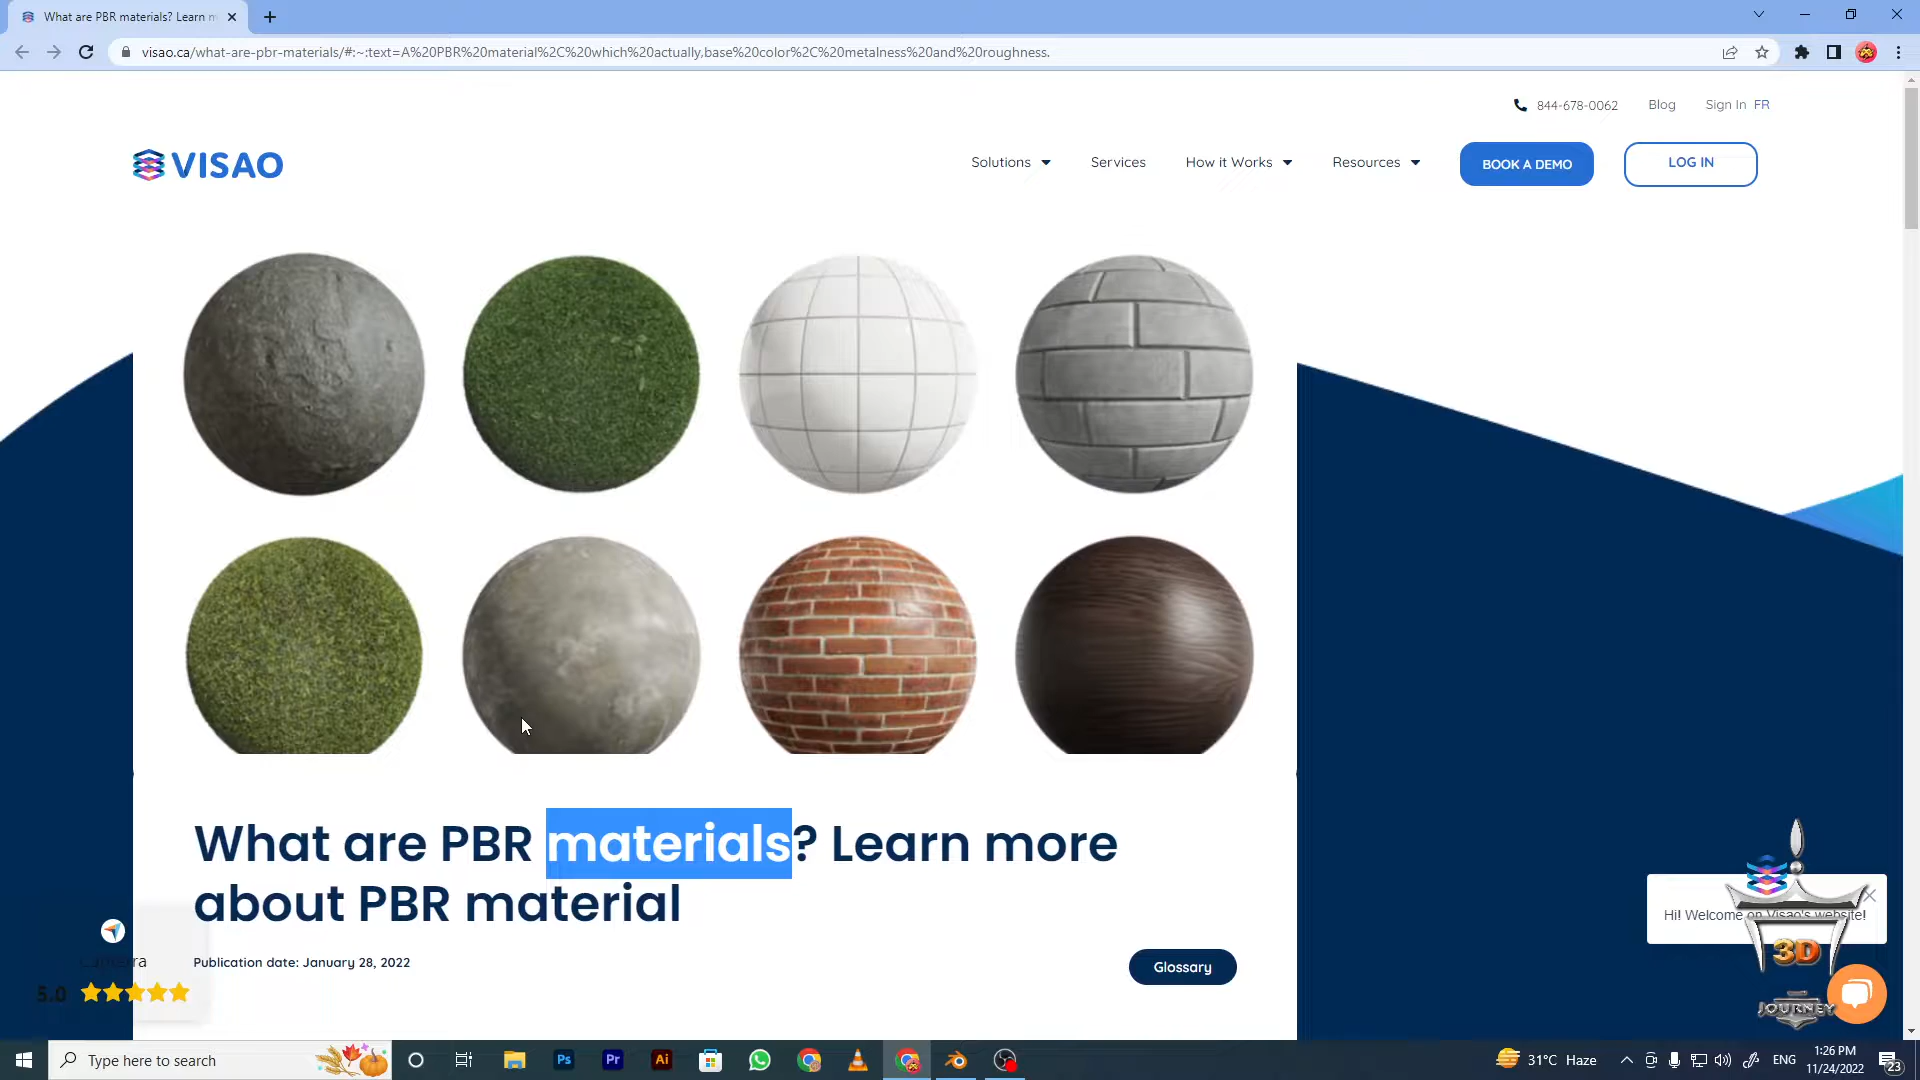 What are PBR materials? Learn m
visao.ca/what-are-pbr-materials/#:~:text=A%20PBR%20material%2C%20which%20actually,base%20color%2C%20metalness%20and%20roughness.
844-678-0062 Blog Sign In FR
VISAO
Solutions Services How it Works Resources BOOK A DEMO LOG IN
What are PBR materials? Learn more
about PBR material
Hi! Welcome on Visao's website!
Capterra
Publication date: January 28, 2022
Glossary
3D
5.0
JOURNEY
Type here to search
Ps Pr Ai
31°C Haze
ENG
1:26 PM
11/24/2022
23